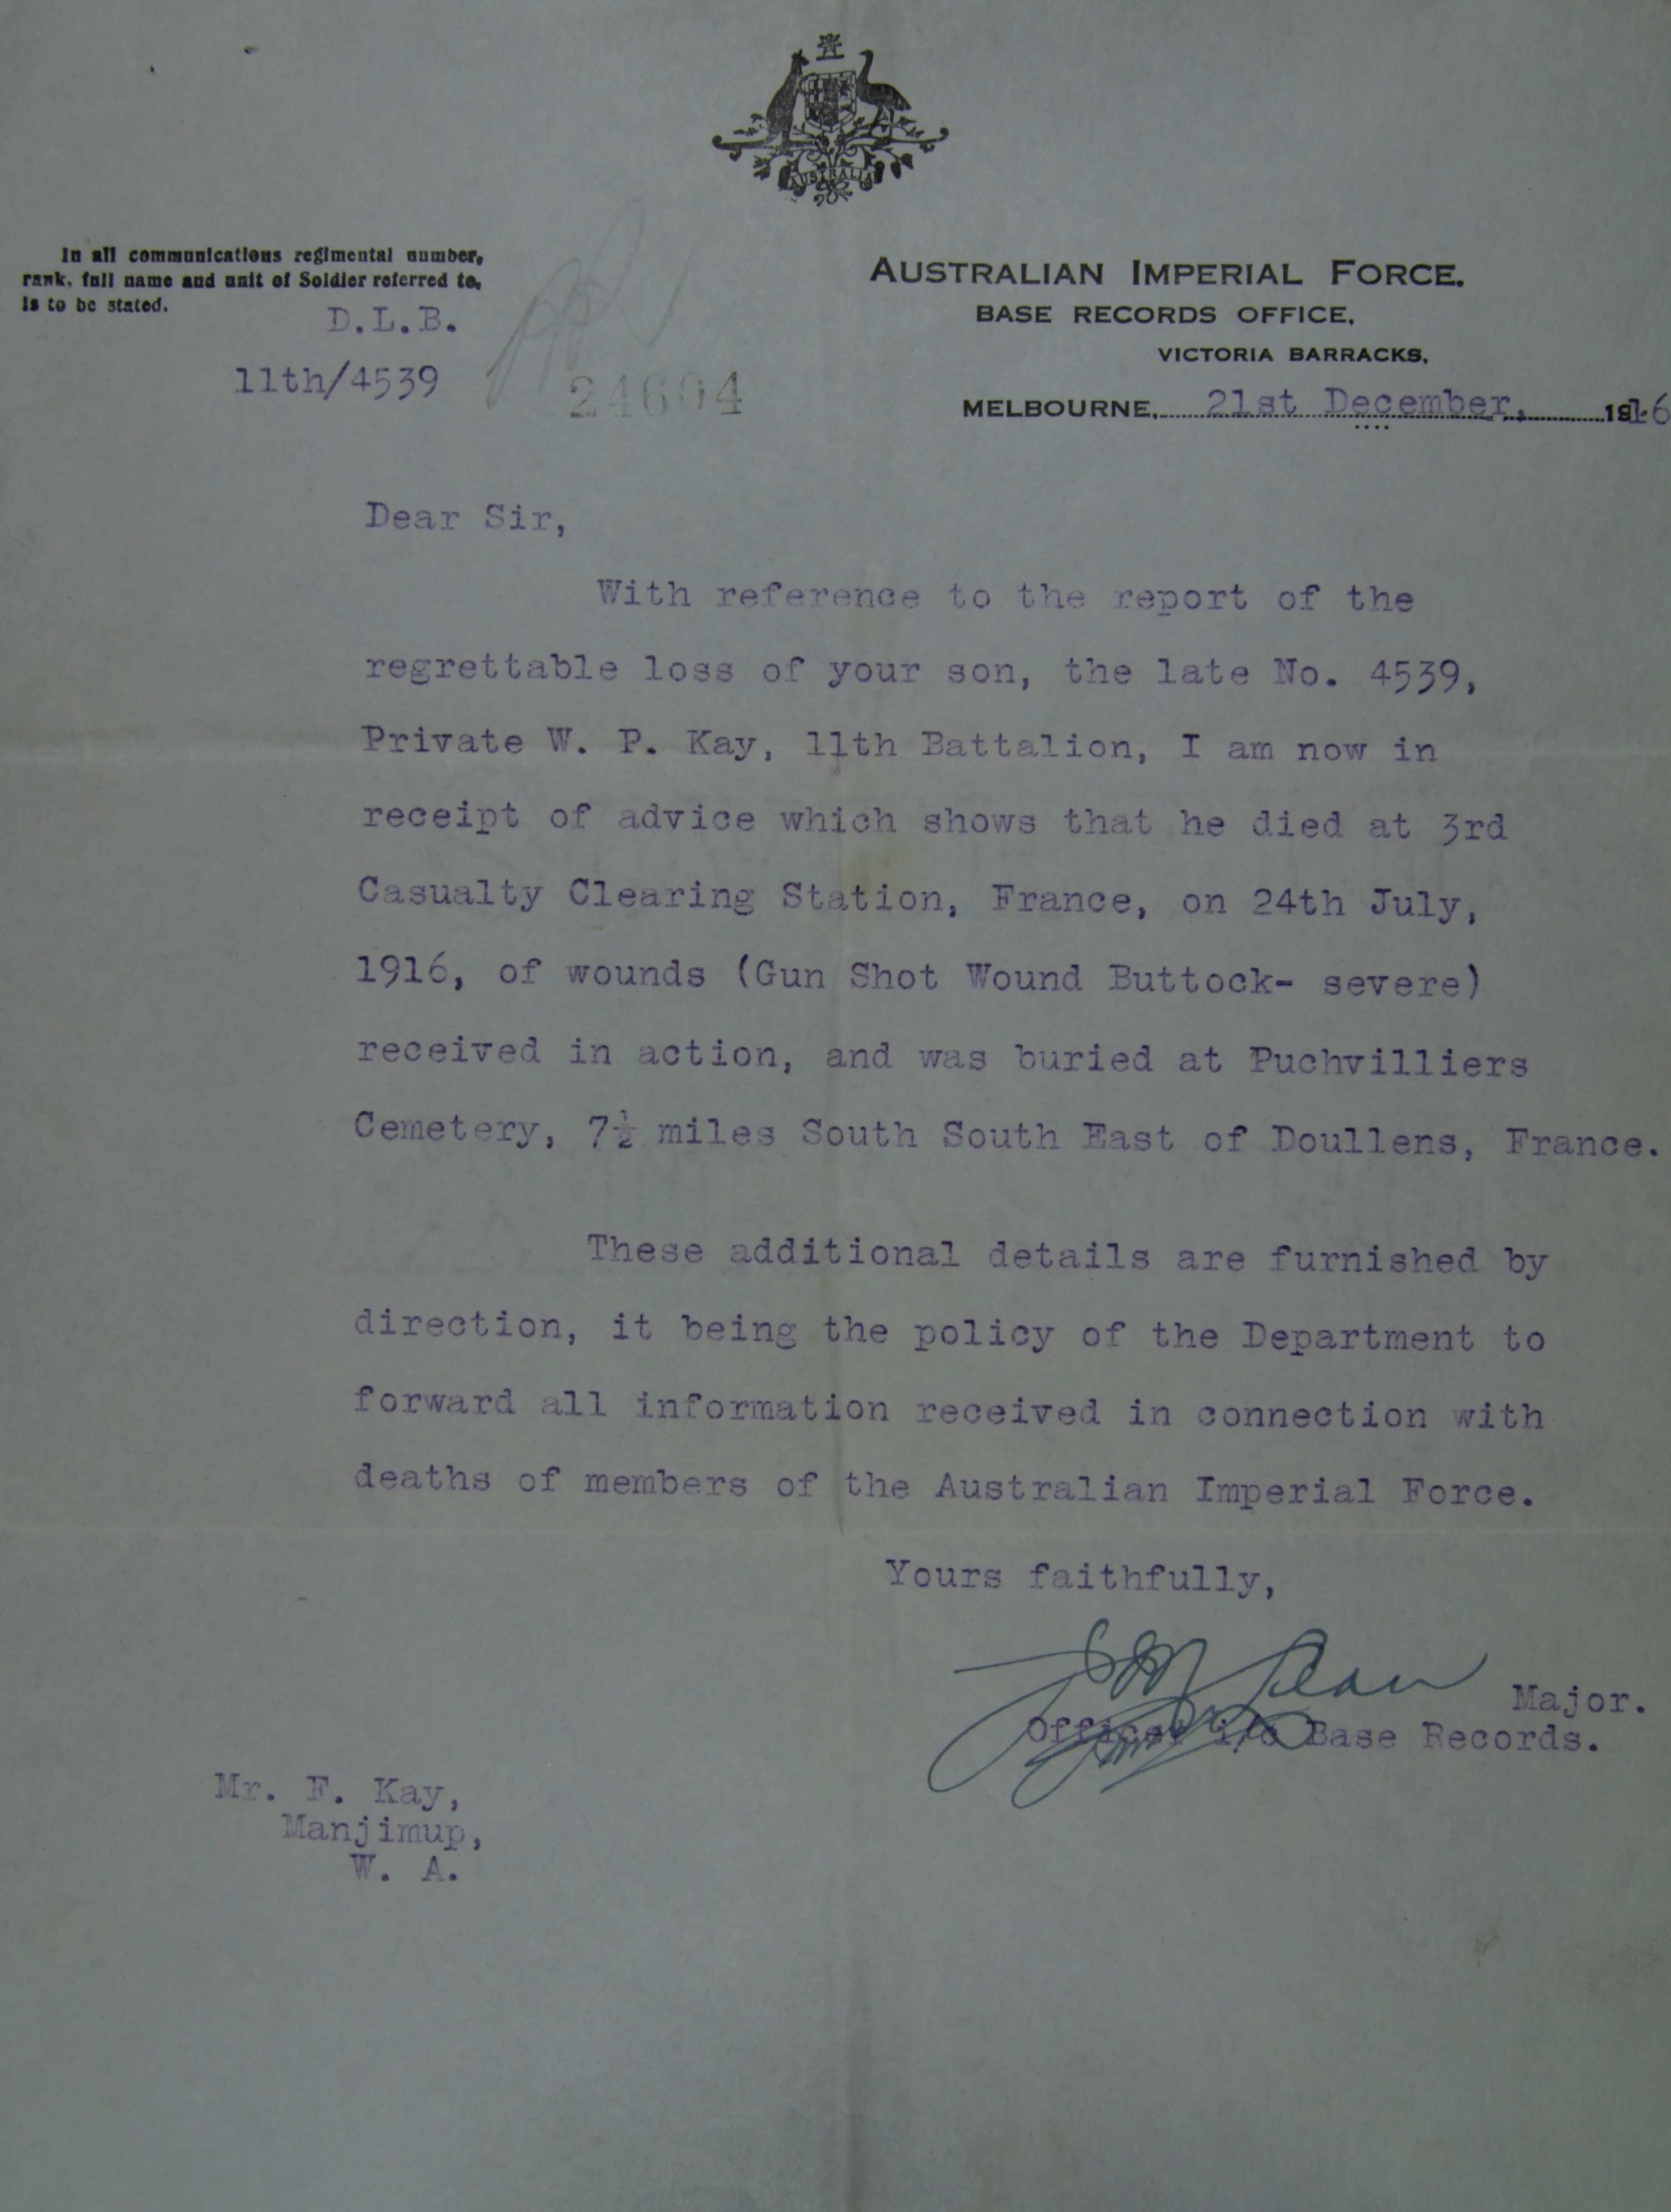 AUSTRALIA
In all communications regimental number,
rank, full name and unit of Soldier referred to,
is to be stated.
D.L.B.
11th/4539
24604
AUSTRALIAN IMPERIAL FORCE.
BASE RECORDS OFFICE,
VICTORIA BARRACKS,
MELBOURNE, 21st December, 1916
Dear Sir,
With reference to the report of the
regrettable loss of your son, the late No. 4539,
Private W. P. Kay, 11th Battalion, I am now in
receipt of advice which shows that he died at 3rd
Casualty Clearing Station, France, on 24th July,
1916, of wounds (Gun Shot Wound Buttock- severe)
received in action, and was buried at Puchvilliers
Cemetery, 7½ miles South South East of Doullens, France.
These additional details are furnished by
direction, it being the policy of the Department to
forward all information received in connection with
deaths of members of the Australian Imperial Force.
Yours faithfully,
Major.
Officer i/c Base Records.
Mr. F. Kay,
Manjimup,
W. A.